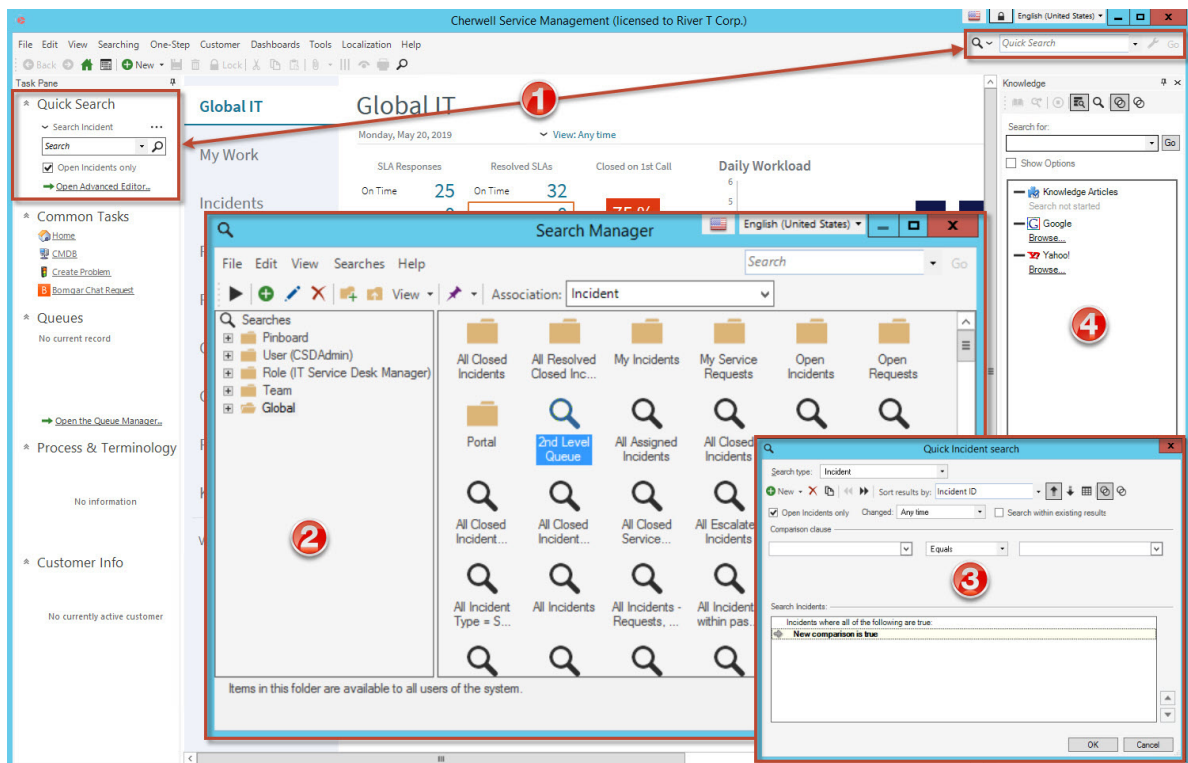 Cherwell Service Management (licensed to River T Corp.)
English (United States)
File Edit View Searching One-Step Customer Dashboards Tools Localization Help
Quick Search
Go
Back
New
Lock
Task Pane
Quick Search
Search Incident
Search
Open Incidents only
Open Advanced Editor...
Common Tasks
Home
CMDB
Create Problem
Bomgar Chat Request
Queues
No current record
Open the Queue Manager...
Process & Terminology
No information
Customer Info
No currently active customer
Global IT
My Work
Incidents
Global IT
1
Monday, May 20, 2019
View: Any time
SLA Responses
Resolved SLAs
Closed on 1st Call
Daily Workload
On Time 25
On Time 32
75%
6
5
Knowledge
Search for:
Go
Show Options
Knowledge Articles
Search not started
Google
Browse...
Yahoo!
Browse...
4
Search Manager
English (United States)
File Edit View Searches Help
Search
Go
View
Association: Incident
Searches
Pinboard
User (CSDAdmin)
Role (IT Service Desk Manager)
Team
Global
2
All Closed Incidents
All Resolved Closed Inc...
My Incidents
My Service Requests
Open Incidents
Open Requests
Portal
2nd Level Queue
All Assigned Incidents
All Closed Incidents
All Closed Incident...
All Closed Incident...
All Closed Service...
All Escalate
Incidents
All Incident Type = S...
All Incidents
All Incidents - Requests, ...
All Incident
within pas..
Items in this folder are available to all users of the system.
Quick Incident search
Search type: Incident
New
Sort results by: Incident ID
Open Incidents only
Changed: Any time
Search within existing results
Comparison clause
Equals
3
Search Incidents:
Incidents where all of the following are true:
New comparison is true
OK
Cancel